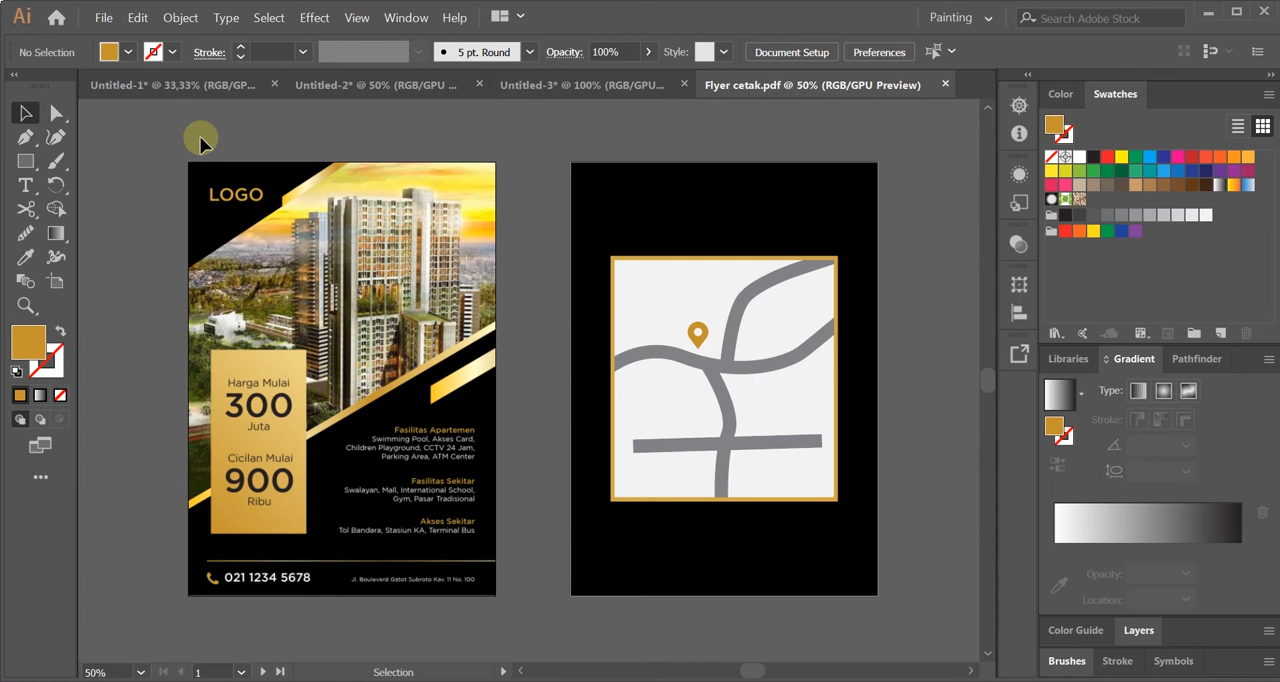 Ai File Edit Object Type Select Effect View Window Help Painting Search Adobe Stock
No Selection Stroke: 5 pt. Round Opacity: 100% Style: Document Setup Preferences
Untitled-1* @ 33,33% (RGB/GP... Untitled-2* @ 50% (RGB/GPU ... Untitled-3* @ 100% (RGB/GPU... Flyer cetak.pdf @ 50% (RGB/GPU Preview)
Color Swatches
LOGO
Harga Mulai
300
Juta
Cicilan Mulai
900
Ribu
Fasilitas Apartemen
Swimming Pool, Akses Card,
Children Playground, CCTV 24 Jam,
Parking Area, ATM Center
Fasilitas Sekitar
Swalayan, Mall, International School,
Gym, Pasar Tradisional
Akses Sekitar
Tol Bandara, Stasiun KA, Terminal Bus
021 1234 5678
Jl. Boulevard Gatot Subroto Kav. 11 No. 100
Libraries Gradient Pathfinder
Type:
Stroke:
Opacity:
Location:
Color Guide Layers
Brushes Stroke Symbols
50% 1 Selection